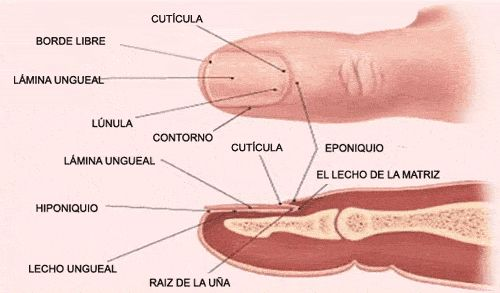 CUTÍCULA
BORDE LIBRE
LÁMINA UNGUEAL
LÚNULA
CONTORNO
CUTÍCULA
EPONIQUIO
LÁMINA UNGUEAL
EL LECHO DE LA MATRIZ
HIPONIQUIO
LECHO UNGUEAL
RAIZ DE LA UÑA